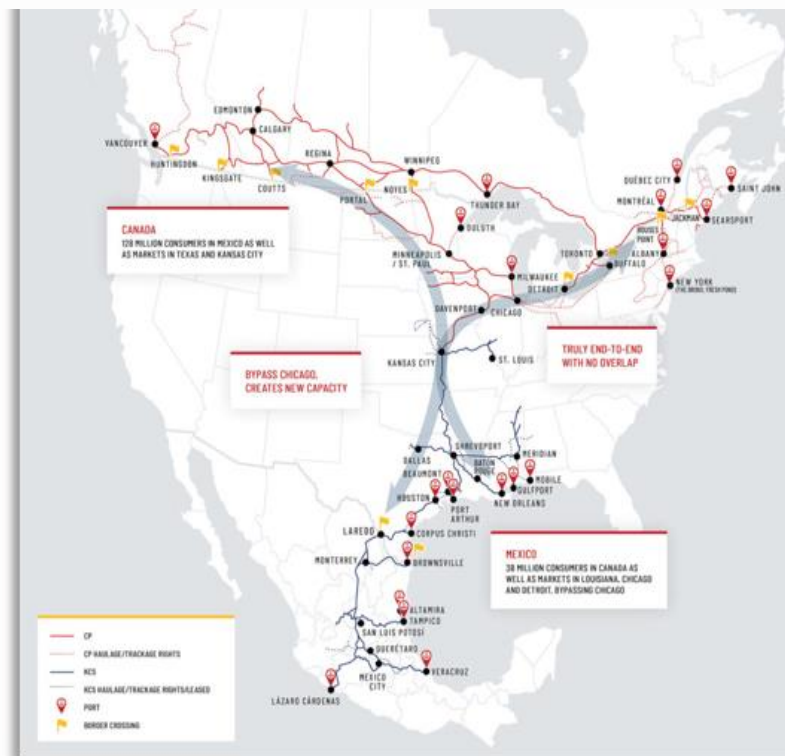 EDMONTON
CALGARY
VANCOUVER
HUNTINGDON
KINGSGATE
COUTTS
REGINA
WINNIPEG
PORTAL
NOYES
THUNDER BAY
DULUTH
MINNEAPOLIS
/ ST. PAUL
QUÉBEC CITY
MONTRÉAL
SAINT JOHN
JACKMAN
SEARSPORT
ROUSES
POINT
TORONTO
BUFFALO
ALBANY
NEW YORK
MILWAUKEE
DETROIT
DAVENPORT
CHICAGO
CANADA
128 MILLION CONSUMERS IN MEXICO AS WELL
AS MARKETS IN TEXAS AND KANSAS CITY
BYPASS CHICAGO,
CREATES NEW CAPACITY
KANSAS CITY
ST. LOUIS
TRULY END-TO-END
WITH NO OVERLAP
SHREVEPORT
MERIDIAN
DALLAS
BATON
ROUGE
BEAUMONT
HOUSTON
PORT
ARTHUR
NEW ORLEANS
GULFPORT
MOBILE
LAREDO
CORPUS CHRISTI
MONTERREY
BROWNSVILLE
MEXICO
38 MILLION CONSUMERS IN CANADA AS
WELL AS MARKETS IN LOUISIANA, CHICAGO
AND DETROIT, BYPASSING CHICAGO
ALTAMIRA
TAMPICO
SAN LUIS POTOSÍ
QUERÉTARO
MEXICO
CITY
VERACRUZ
LÁZARO CÁRDENAS
CP
CP HAULAGE/TRACKAGE RIGHTS
KCS
KCS HAULAGE/TRACKAGE RIGHTS/LEASED
PORT
BORDER CROSSING